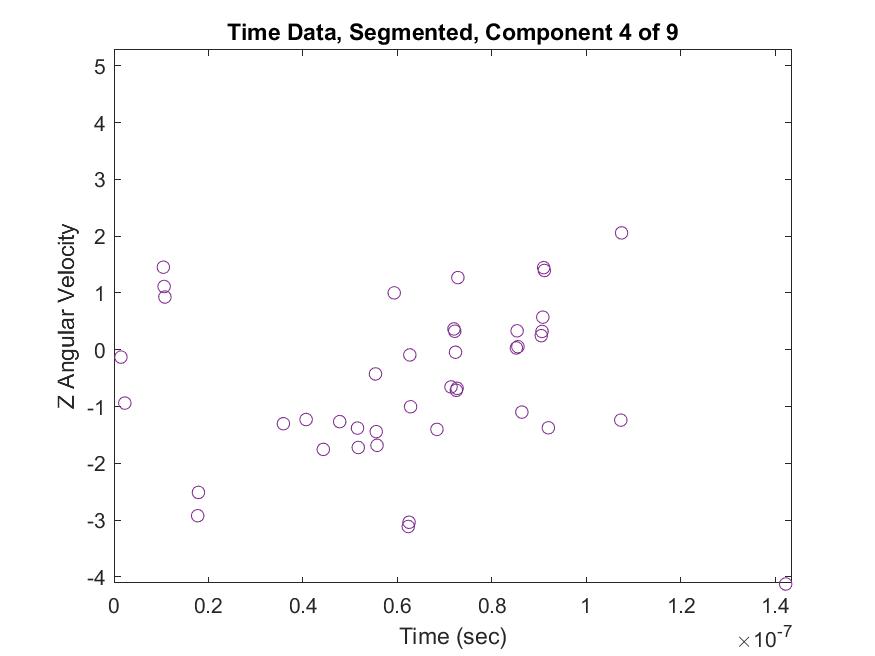 Time Data, Segmented, Component 4 of 9
5
4
3
2
1
0
-1
-2
-3
-4
Z Angular Velocity
0 0.2 0.4 0.6 0.8 1 1.2 1.4
Time (sec)
×10-7